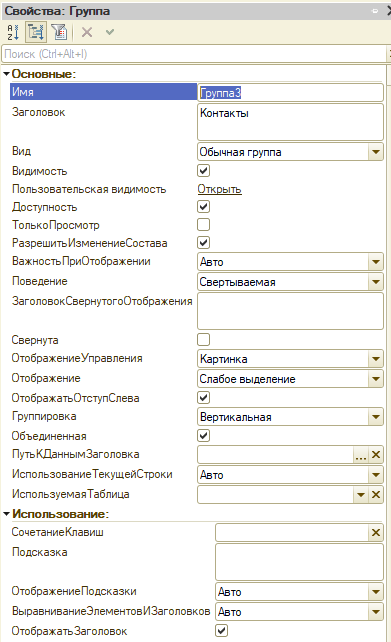 Свойства: Группа
Поиск (Ctrl+Alt+I)
Основные:
Имя Группа3
Заголовок Контакты
Вид Обычная группа
Видимость
Пользовательская видимость Открыть
Доступность
ТолькоПросмотр
РазрешитьИзменениеСостава
ВажностьПриОтображении Авто
Поведение Свертываемая
ЗаголовокСвернутогоОтображения
Свернута
ОтображениеУправления Картинка
Отображение Слабое выделение
ОтображатьОтступСлева
Группировка Вертикальная
Объединенная
ПутьКДаннымЗаголовка ...
ИспользованиеТекущейСтроки Авто
ИспользуемаяТаблица
Использование:
СочетаниеКлавиш
Подсказка
ОтображениеПодсказки Авто
ВыравниваниеЭлементовИЗаголовков Авто
ОтображатьЗаголовок